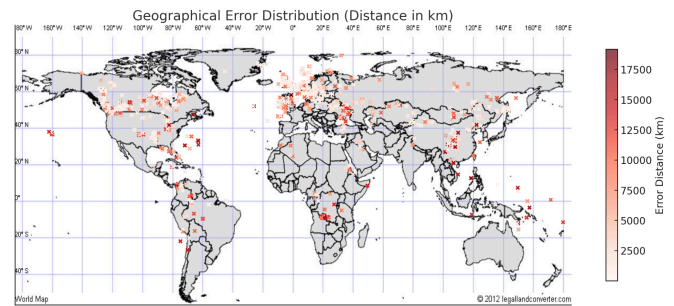 Geographical Error Distribution (Distance in km)
180° W 160° W 140° W 120° W 100° W 80° W 60° W 40° W 20° W 0° 20° E 40° E 60° E 80° E 100° E 120° E 140° E 160° E 180° E
80° N
60° N
40° N
20° N
0°
20° S
40° S
World Map
© 2012 legallandconverter.com
17500
15000
12500
10000
7500
5000
2500
Error Distance (km)